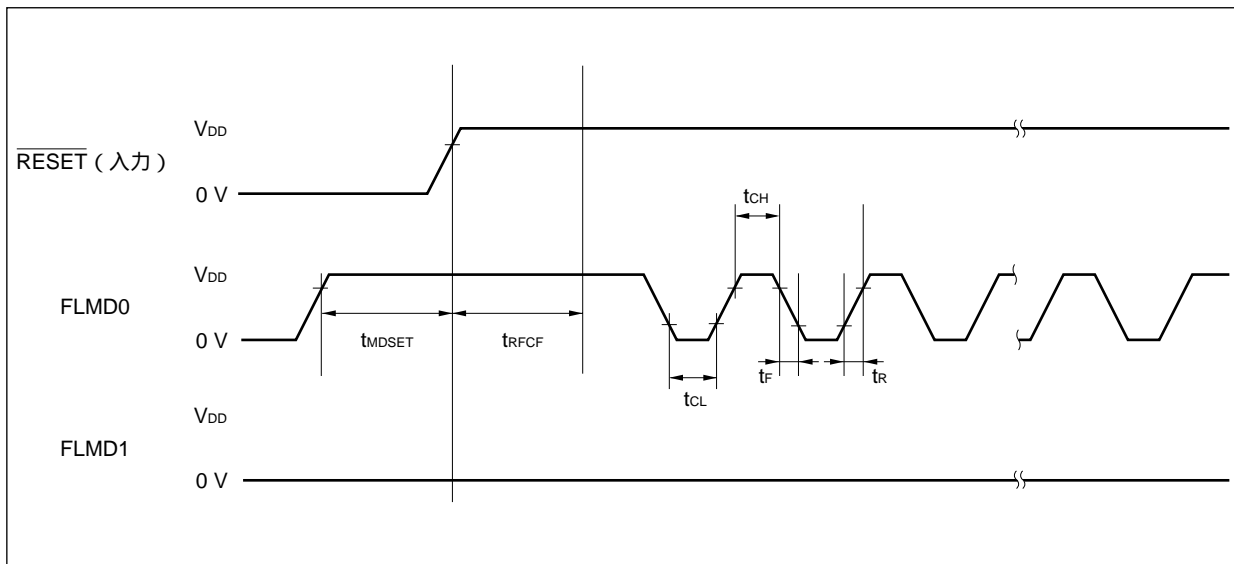 VDD
RESET（入力）
0 V
tCH
VDD
FLMD0
0 V
tMDSET
tRFCF
tF
tR
tCL
VDD
FLMD1
0 V